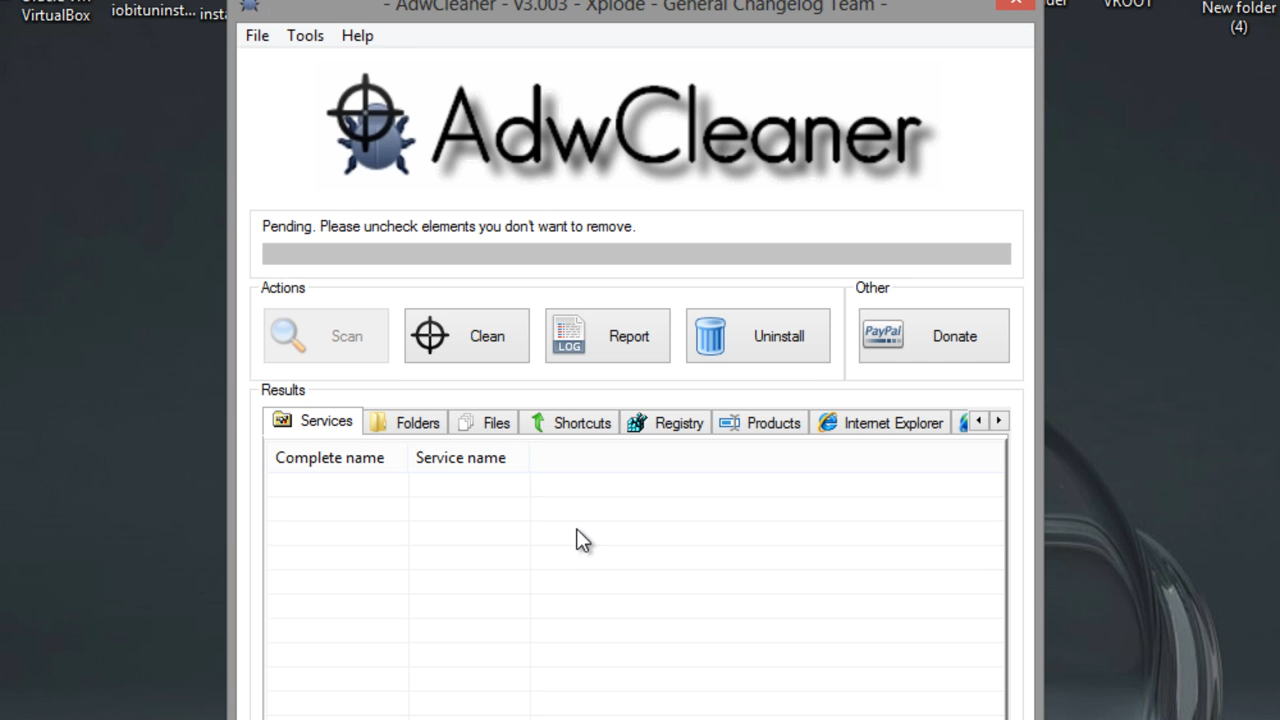 VirtualBox
iobituninst...
New folder
(4)
- AdwCleaner - v3.003 - Xplode - General Changelog Team -
File Tools Help
AdwCleaner
Pending. Please uncheck elements you don't want to remove.
Actions
Other
Scan
Clean
LOG
Report
Uninstall
PayPal
Donate
Results
Services
Folders
Files
Shortcuts
Registry
Products
Internet Explorer
Complete name
Service name